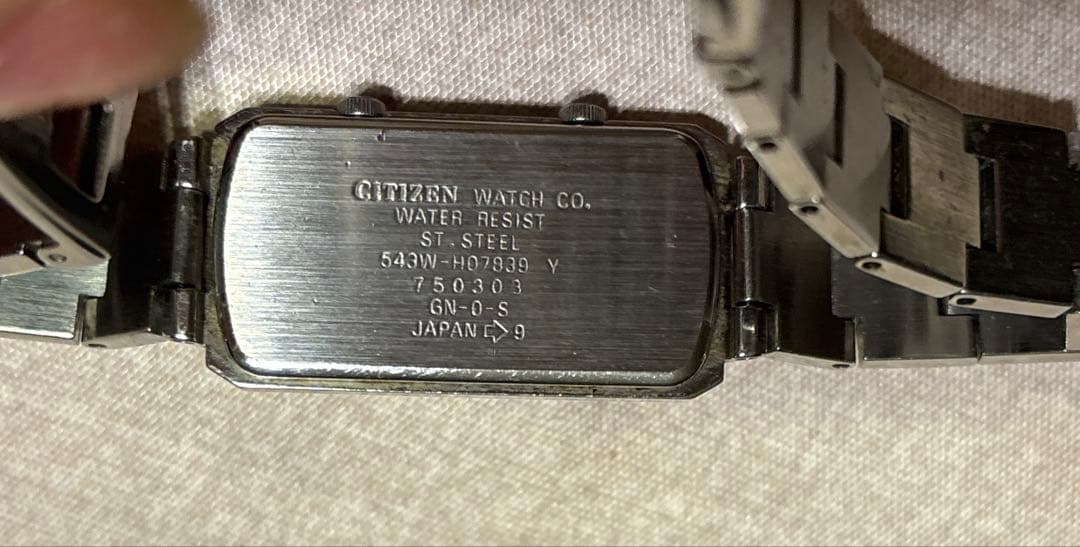 CITIZEN WATCH CO.
WATER RESIST
ST.STEEL
543W-H07839 Y
750303
GN-0-S
JAPAN ⇨ 9